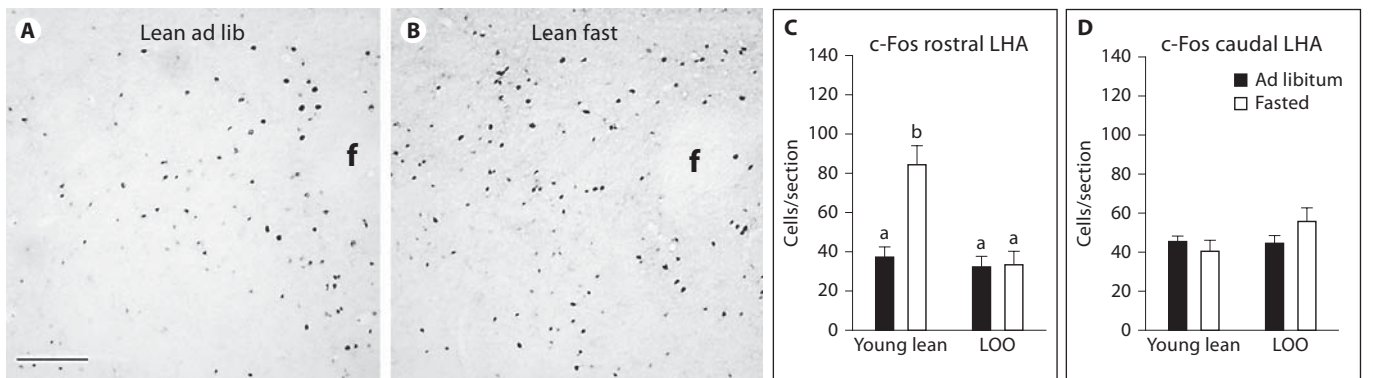 A
Lean ad lib
f
B
Lean fast
f
C
c-Fos rostral LHA
Cells/section
140
120
100
80
60
40
20
0
a
b
a
a
Young lean
LOO
D
c-Fos caudal LHA
Ad libitum
Fasted
Cells/section
140
120
100
80
60
40
20
0
Young lean
LOO